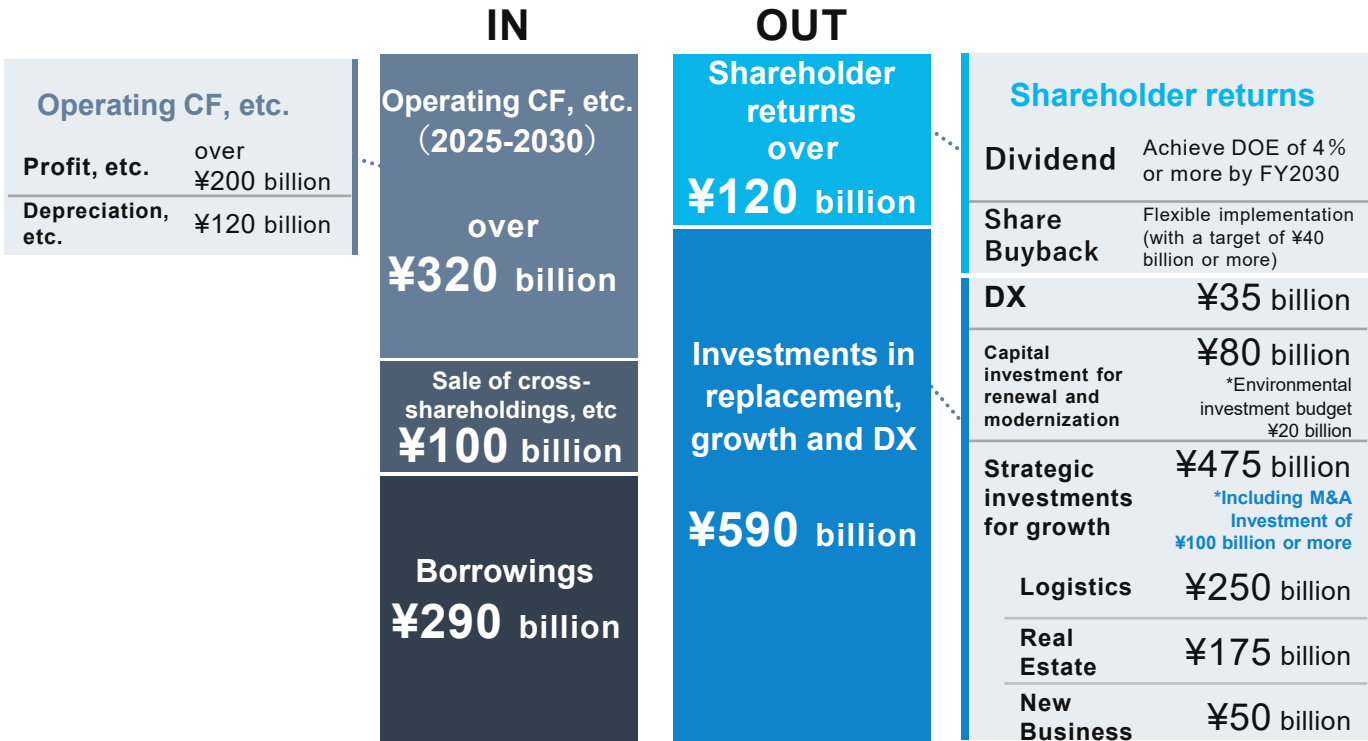 IN
OUT
Operating CF, etc.
Profit, etc.
over
¥200 billion
Depreciation,
etc.
¥120 billion
Operating CF, etc.
（2025-2030）
over
¥320 billion
Sale of cross-
shareholdings, etc
¥100 billion
Borrowings
¥290 billion
Shareholder
returns
over
¥120 billion
Investments in
replacement,
growth and DX
¥590 billion
Shareholder returns
Dividend
Achieve DOE of 4%
or more by FY2030
Share
Buyback
Flexible implementation
(with a target of ¥40
billion or more)
DX
¥35 billion
Capital
investment for
renewal and
modernization
¥80 billion
*Environmental
investment budget
¥20 billion
Strategic
investments
for growth
¥475 billion
*Including M&A
Investment of
¥100 billion or more
Logistics
¥250 billion
Real
Estate
¥175 billion
New
Business
¥50 billion